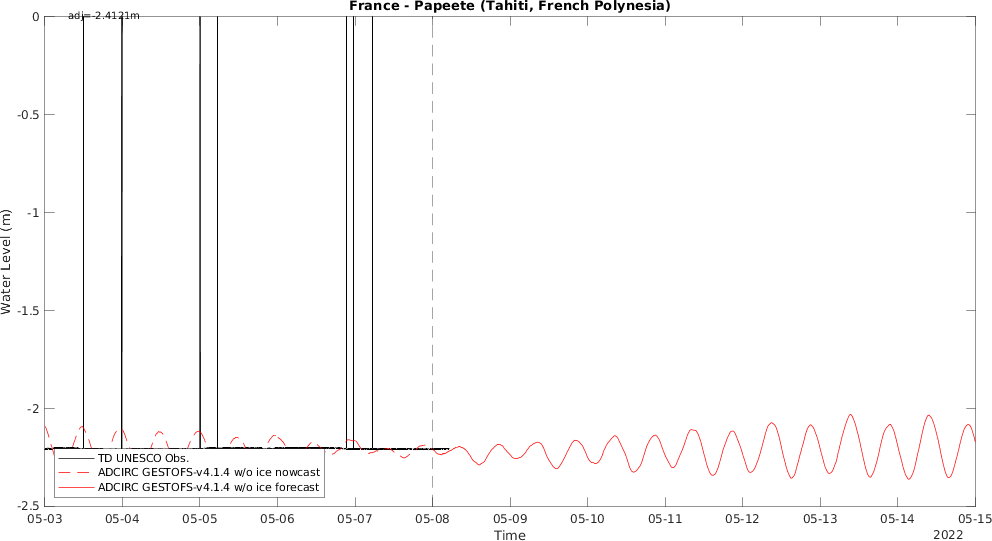 France - Papeete (Tahiti, French Polynesia)
adj=-2.4121m
0
-0.5
-1
-1.5
-2
-2.5
Water Level (m)
TD UNESCO Obs.
ADCIRC GESTOFS-v4.1.4 w/o ice nowcast
ADCIRC GESTOFS-v4.1.4 w/o ice forecast
05-03 05-04 05-05 05-06 05-07 05-08 05-09 05-10 05-11 05-12 05-13 05-14 05-15
Time
2022